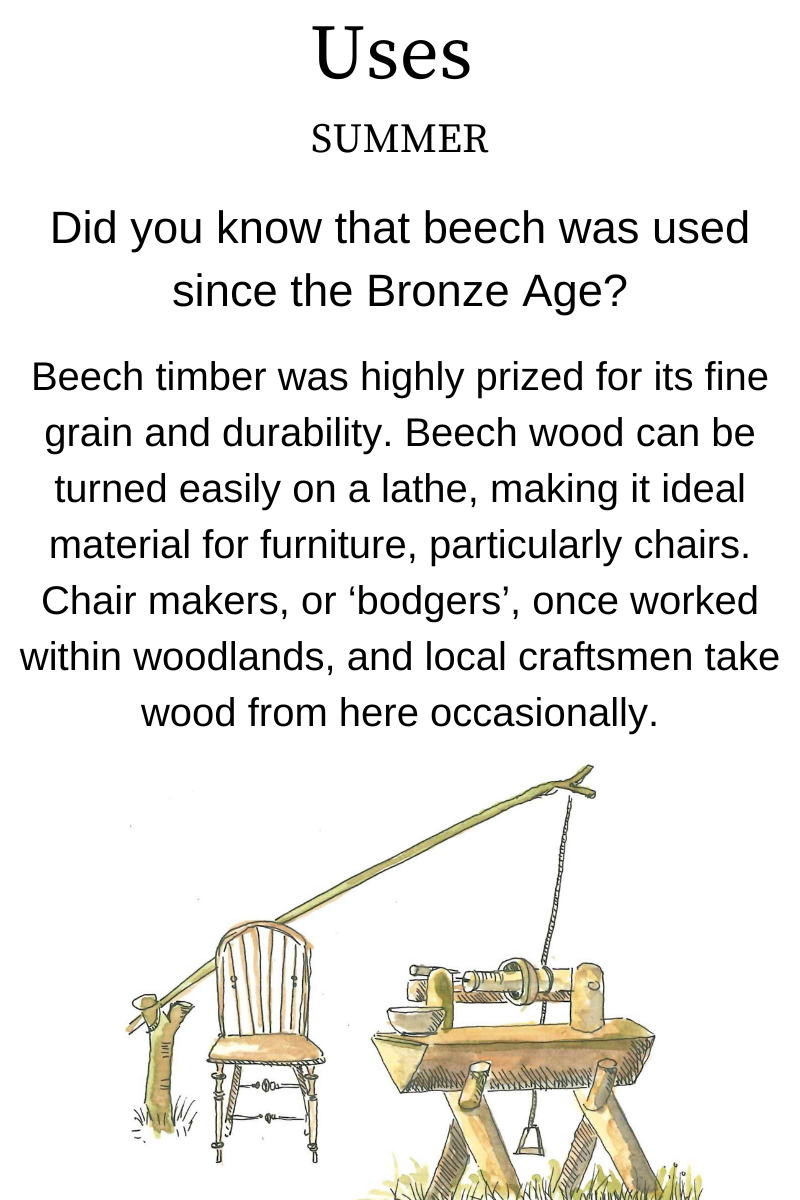 Uses
SUMMER
Did you know that beech was used
since the Bronze Age?
Beech timber was highly prized for its fine
grain and durability. Beech wood can be
turned easily on a lathe, making it ideal
material for furniture, particularly chairs.
Chair makers, or ‘bodgers’, once worked
within woodlands, and local craftsmen take
wood from here occasionally.